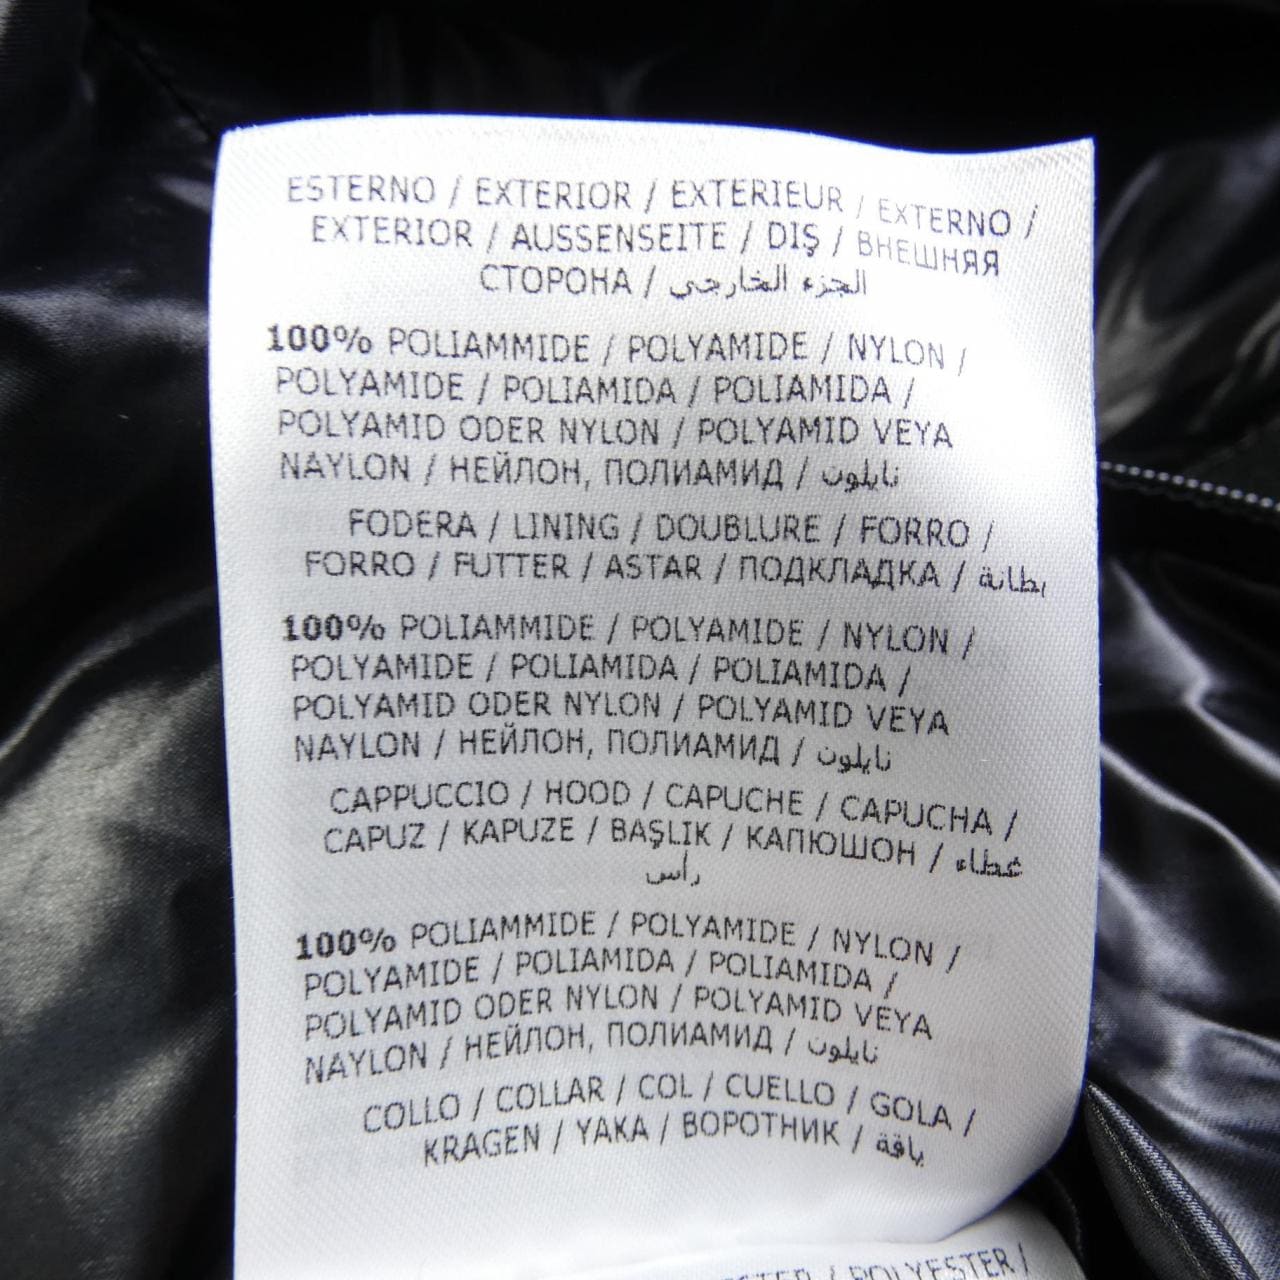 ESTERNO / EXTERIOR / EXTERIEUR / EXTERNO /
EXTERIOR / AUSSENSEITE / DIŞ / ВНЕШНЯЯ
СТОРОНА / الجزء الخارجي
100% POLIAMMIDE / POLYAMIDE / NYLON /
POLYAMIDE / POLIAMIDA / POLIAMIDA /
POLYAMID ODER NYLON / POLYAMID VEYA
NAYLON / НЕЙЛОН, ПОЛИАМИД / نايلون
FODERA / LINING / DOUBLURE / FORRO /
FORRO / FUTTER / ASTAR / ПОДКЛАДКА / بطانة
100% POLIAMMIDE / POLYAMIDE / NYLON /
POLYAMIDE / POLIAMIDA / POLIAMIDA /
POLYAMID ODER NYLON / POLYAMID VEYA
NAYLON / НЕЙЛОН, ПОЛИАМИД / نايلون
CAPPUCCIO / HOOD / CAPUCHE / CAPUCHA /
CAPUZ / KAPUZE / BAŞLIK / КАПЮШОН / غطاء
رأس
100% POLIAMMIDE / POLYAMIDE / NYLON /
POLYAMIDE / POLIAMIDA / POLIAMIDA /
POLYAMID ODER NYLON / POLYAMID VEYA
NAYLON / НЕЙЛОН, ПОЛИАМИД / نايلون
COLLO / COLLAR / COL / CUELLO / GOLA /
KRAGEN / YAKA / ВОРОТНИК / ياقة
/ POLYESTER /